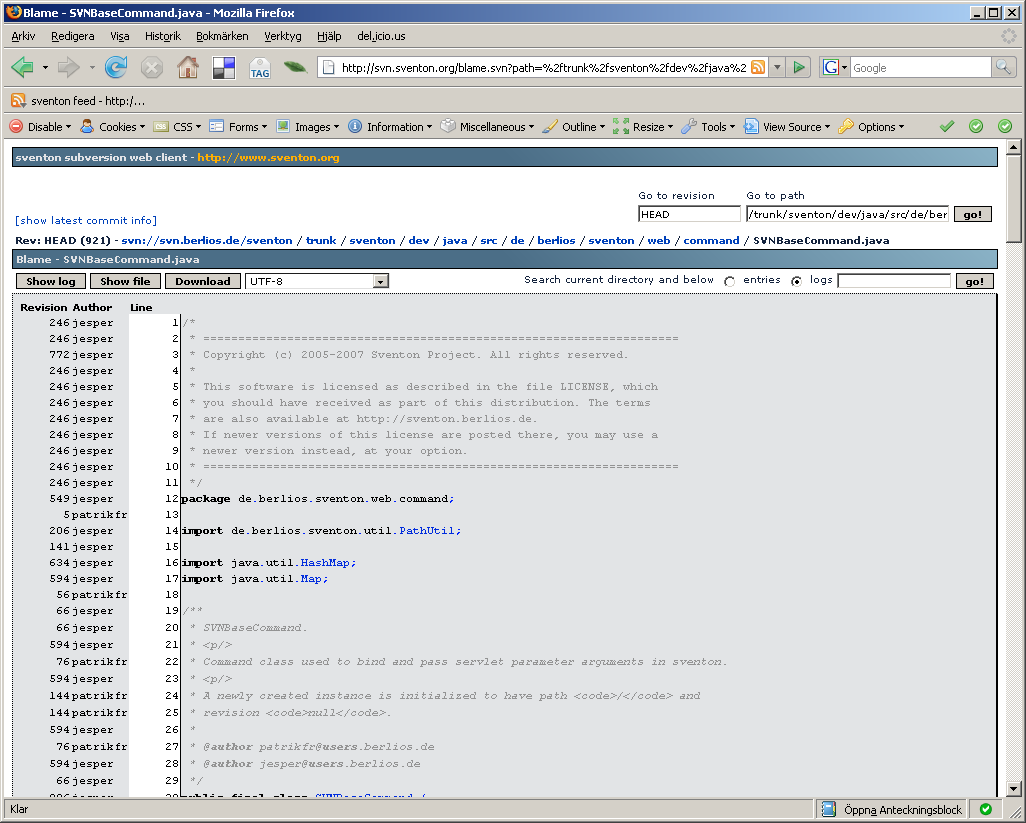 Blame - SVNBaseCommand.java - Mozilla Firefox
Arkiv Redigera Visa Historik Bokmärken Verktyg Hjälp del.icio.us
TAG http://svn.sventon.org/blame.svn?path=%2ftrunk%2fsventon%2fdev%2fjava%2 G Google
sventon feed - http:/...
Disable Cookies CSS Forms Images Information Miscellaneous Outline Resize Tools View Source Options
sventon subversion web client - http://www.sventon.org
Go to revision Go to path
[show latest commit info] HEAD /trunk/sventon/dev/java/src/de/ber go!
Rev: HEAD (921) - svn://svn.berlios.de/sventon / trunk / sventon / dev / java / src / de / berlios / sventon / web / command / SVNBaseCommand.java
Blame - SVNBaseCommand.java
Show log Show file Download UTF-8 Search current directory and below entries logs go!
Revision Author Line
246 jesper 1 /*
246 jesper 2 * ====================================================================
772 jesper 3 * Copyright (c) 2005-2007 Sventon Project. All rights reserved.
246 jesper 4 *
246 jesper 5 * This software is licensed as described in the file LICENSE, which
246 jesper 6 * you should have received as part of this distribution. The terms
246 jesper 7 * are also available at http://sventon.berlios.de.
246 jesper 8 * If newer versions of this license are posted there, you may use a
246 jesper 9 * newer version instead, at your option.
246 jesper 10 * ====================================================================
246 jesper 11 */
549 jesper 12 package de.berlios.sventon.web.command;
5 patrikfr 13
206 jesper 14 import de.berlios.sventon.util.PathUtil;
141 jesper 15
634 jesper 16 import java.util.HashMap;
594 jesper 17 import java.util.Map;
56 patrikfr 18
66 jesper 19 /**
66 jesper 20 * SVNBaseCommand.
594 jesper 21 * <p/>
76 patrikfr 22 * Command class used to bind and pass servlet parameter arguments in sventon.
594 jesper 23 * <p/>
144 patrikfr 24 * A newly created instance is initialized to have path <code>/</code> and
144 patrikfr 25 * revision <code>null</code>.
594 jesper 26 *
76 patrikfr 27 * @author patrikfr@users.berlios.de
594 jesper 28 * @author jesper@users.berlios.de
66 jesper 29 */
public final class SVNBaseCommand {
Klar Öppna Anteckningsblock